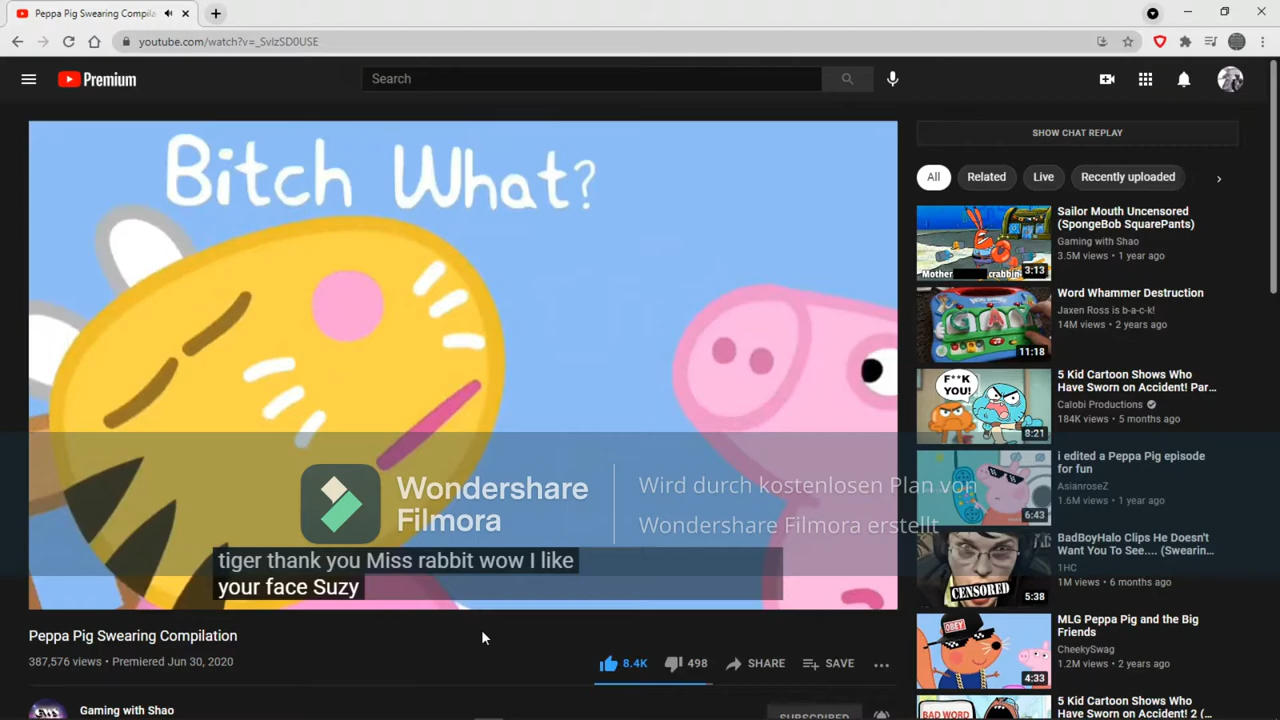 Peppa Pig Swearing Compila
youtube.com/watch?v=_SvlzSD0USE
Premium
Search
SHOW CHAT REPLAY
Bitch What?
All
Related
Live
Recently uploaded
Sailor Mouth Uncensored
(SpongeBob SquarePants)
Gaming with Shao
3.5M views • 1 year ago
Mother crabbin
3:13
Word Whammer Destruction
Jaxen Ross is b-a-c-k!
14M views • 2 years ago
GAM
11:18
5 Kid Cartoon Shows Who
Have Sworn on Accident! Par...
Calobi Productions
184K views • 5 months ago
F**K
YOU!
8:21
i edited a Peppa Pig episode
for fun
AsianroseZ
1.6M views • 1 year ago
6:43
BadBoyHalo Clips He Doesn't
Want You To See.... (Swearin...
1HC
1M views • 6 months ago
CENSORED
5:38
MLG Peppa Pig and the Big
Friends
CheekySwag
1.2M views • 2 years ago
OBEY
4:33
5 Kid Cartoon Shows Who
Have Sworn on Accident! 2 (...
BAD WORD
Wondershare
Filmora
Wird durch kostenlosen Plan von
Wondershare Filmora erstellt
tiger thank you Miss rabbit wow I like
your face Suzy
Peppa Pig Swearing Compilation
387,576 views • Premiered Jun 30, 2020
8.4K
498
SHARE
SAVE
Gaming with Shao
SUBSCRIBED